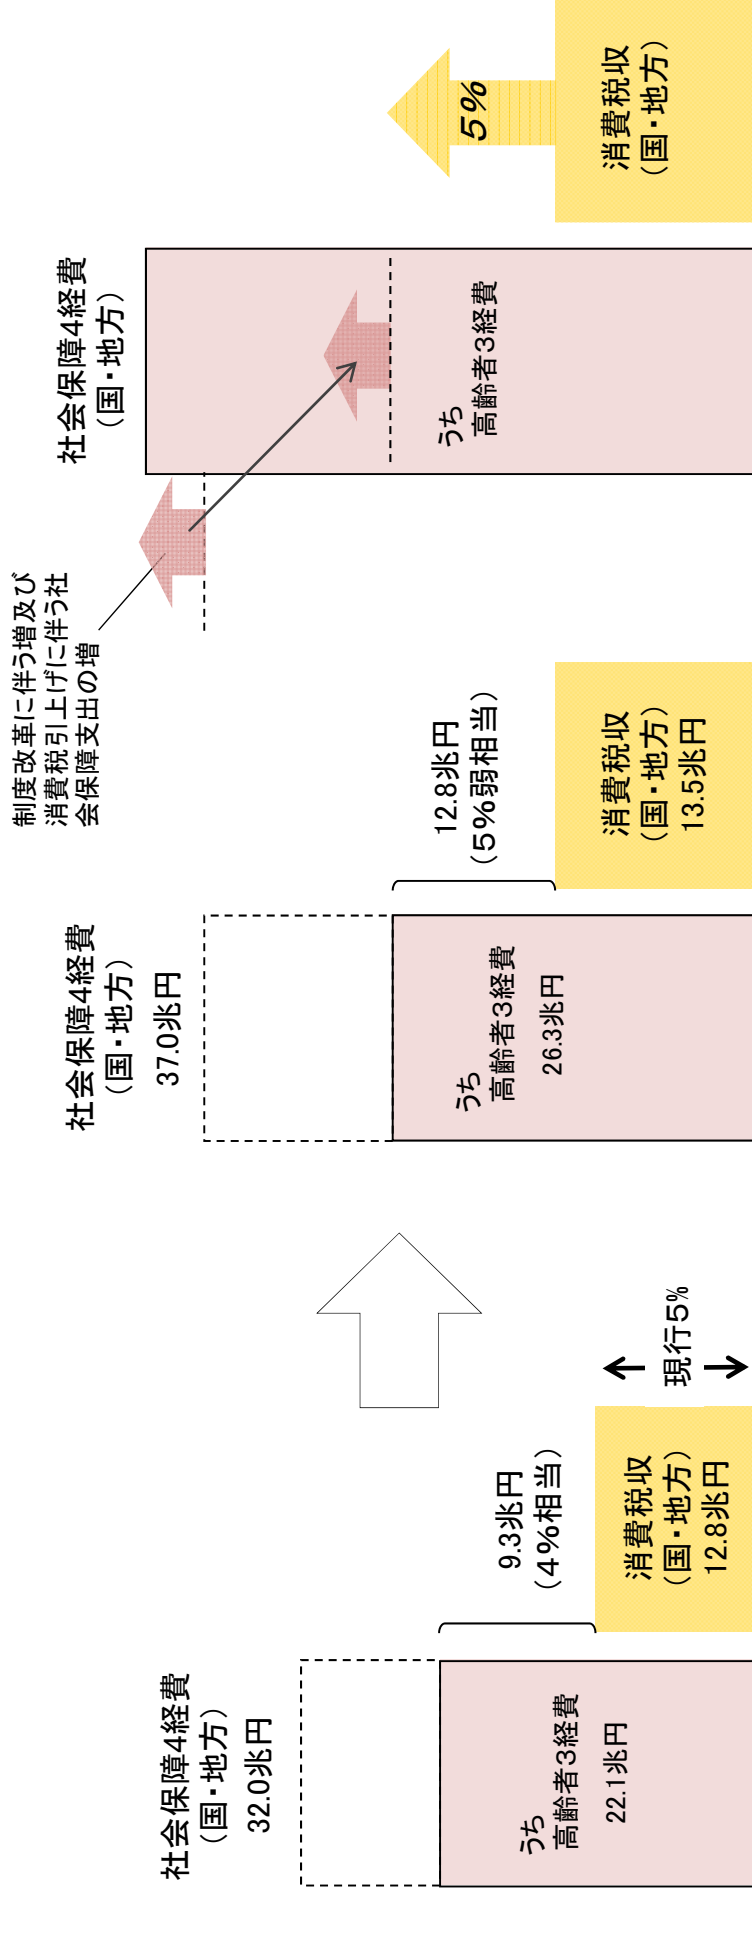 社会保障4経費
（国・地方）
32.0兆円
うち
高齢者3経費
22.1兆円
9.3兆円
（4％相当）
消費税収
（国・地方）
12.8兆円
現行5%
社会保障4経費
（国・地方）
37.0兆円
うち
高齢者3経費
26.3兆円
12.8兆円
（5％弱相当）
消費税収
（国・地方）
13.5兆円
制度改革に伴う増及び
消費税引上げに伴う社
会保障支出の増
社会保障4経費
（国・地方）
うち
高齢者3経費
5%
消費税収
（国・地方）